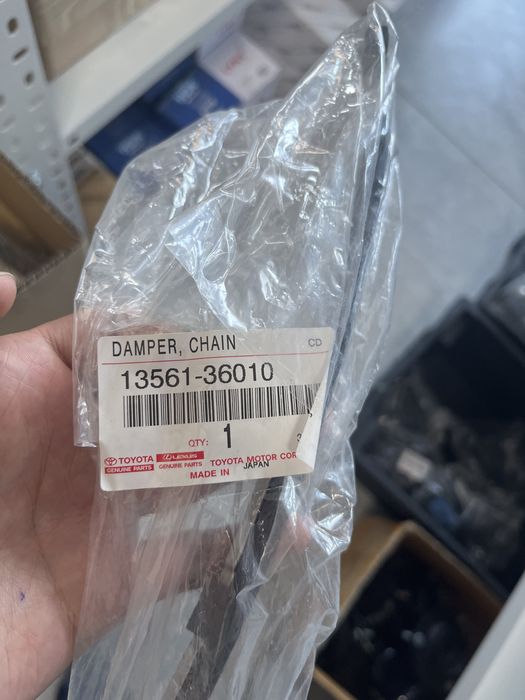 DAMPER, CHAIN CD
13561-36010
QTY: 1
TOYOTA LEXUS TOYOTA MOTOR COR
GENUINE PARTS GENUINE PARTS
MADE IN JAPAN